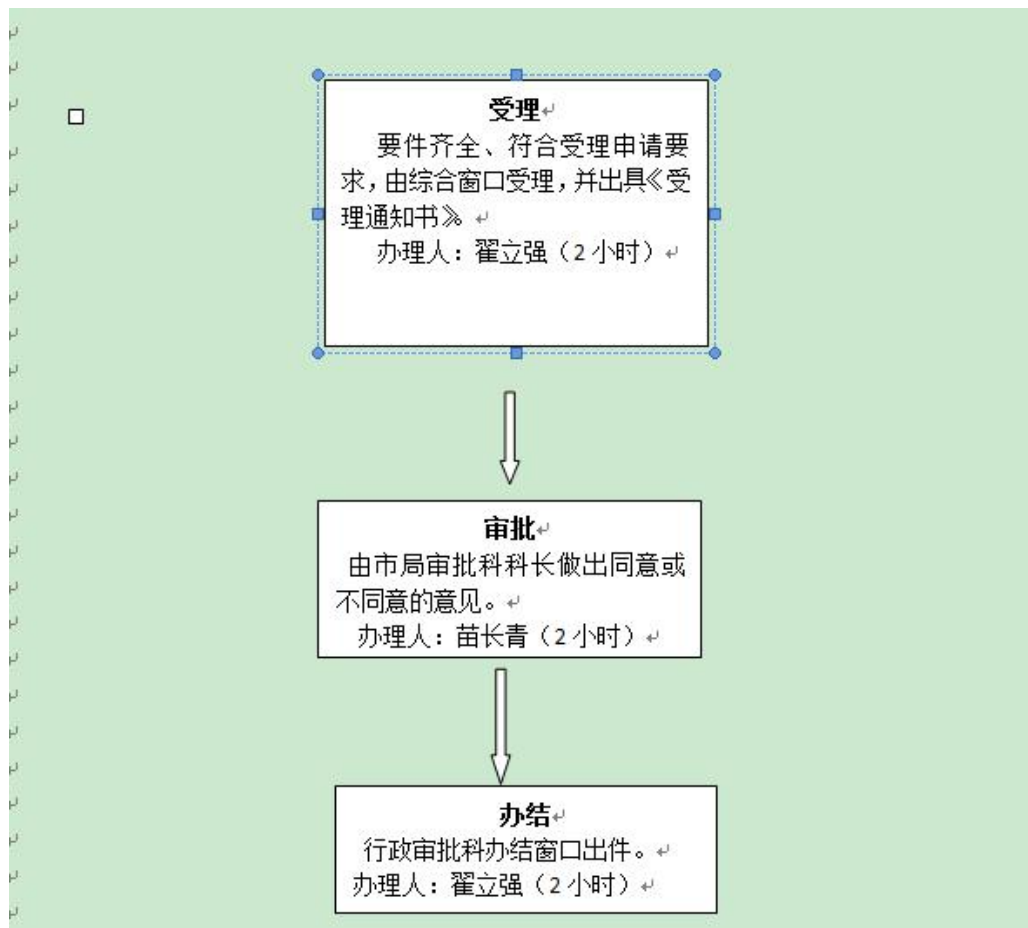 受理
要件齐全、符合受理申请要
求，由综合窗口受理，并出具《受
理通知书》。
办理人：翟立强（2小时）
审批
由市局审批科科长做出同意或
不同意的意见。
办理人：苗长青（2小时）
办结
行政审批科办结窗口出件。
办理人：翟立强（2小时）